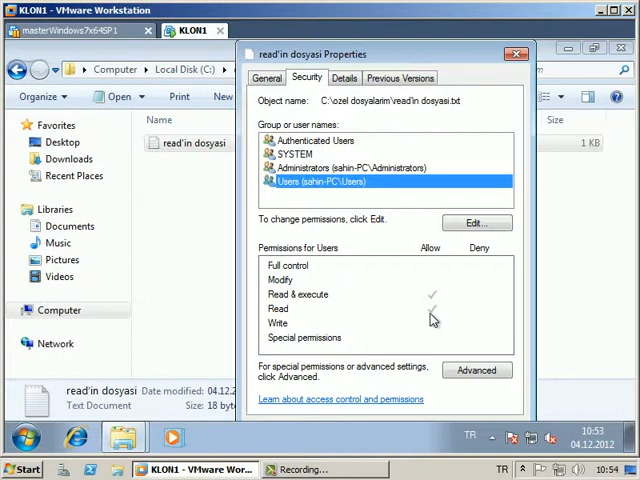 KLON1 - VMware Workstation
masterWindows7x64SP1
KLON1
Computer
Local Disk (C:)
Organize
Open
Print
Favorites
Desktop
Downloads
Recent Places
Libraries
Documents
Music
Pictures
Videos
Computer
Network
Name
read'in dosyasi
1 KB
read'in dosyasi Properties
General
Security
Details
Previous Versions
Object name: C:\ozel dosyalarim\read'in dosyasi.txt
Group or user names:
Authenticated Users
SYSTEM
Administrators (sahin-PC\Administrators)
Users (sahin-PC\Users)
To change permissions, click Edit.
Edit...
Permissions for Users
Allow
Deny
Full control
Modify
Read & execute
Read
Write
Special permissions
For special permissions or advanced settings,
click Advanced.
Advanced
Learn about access control and permissions
read'in dosyasi
Date modified: 04.12.
Text Document
Size: 18 byte
TR
10:53
04.12.2012
Start
KLON1 - VMware Wor...
Recording...
TR
10:54